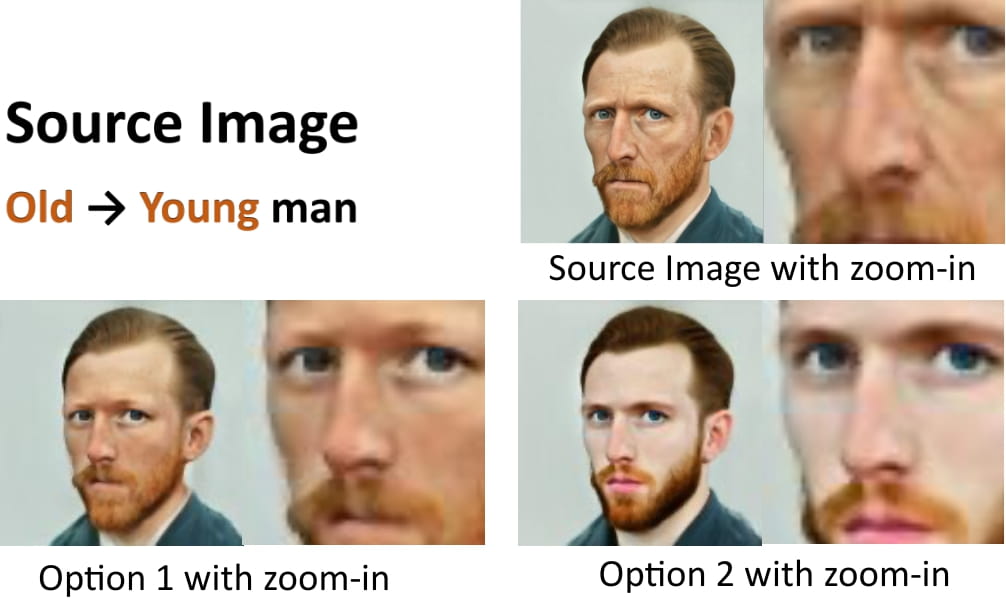 Source Image
Old → Young man
Source Image with zoom-in
Option 1 with zoom-in
Option 2 with zoom-in